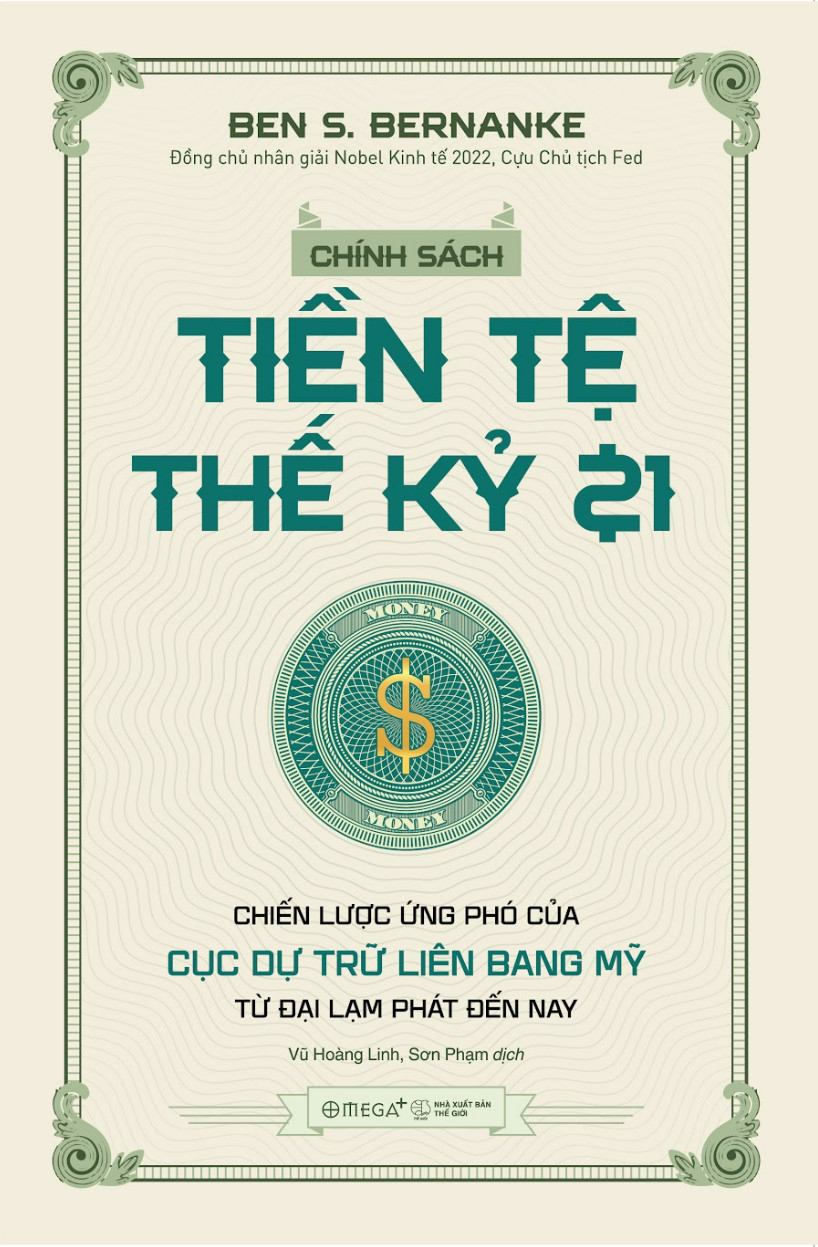 BEN S. BERNANKE
Đồng chủ nhân giải Nobel Kinh tế 2022, Cựu Chủ tịch Fed
CHÍNH SÁCH
TIỀN TỆ
THẾ KỶ 21
MONEY
$
MONEY
CHIẾN LƯỢC ỨNG PHÓ CỦA
CỤC DỰ TRỮ LIÊN BANG MỸ
TỪ ĐẠI LẠM PHÁT ĐẾN NAY
Vũ Hoàng Linh, Sơn Phạm dịch
OMEGA+
NHÀ XUẤT BẢN
THẾ GIỚI